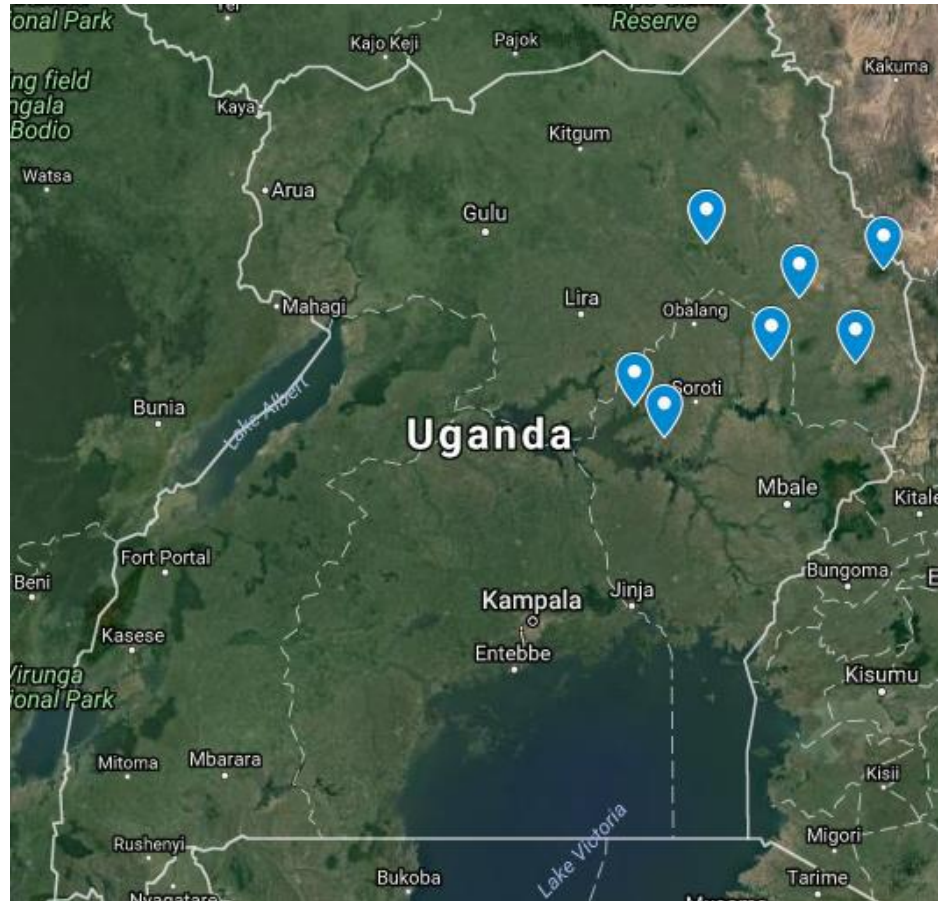 ional Park
Kajo Keji
Pajok
Reserve
Kakuma
ng field
ngala
Bodio
Kaya
Kitgum
Watsa
Arua
Gulu
Mahagi
Lira
Obalang
Bunia
Lake Albert
Soroti
Uganda
Mbale
Kitale
Fort Portal
Beni
Bungoma
Kampala
Jinja
Kasese
Entebbe
Virunga
ional Park
Kisumu
Mitoma
Mbarara
Kisii
Rushenyi
Migori
Lake Victoria
Bukoba
Tarime